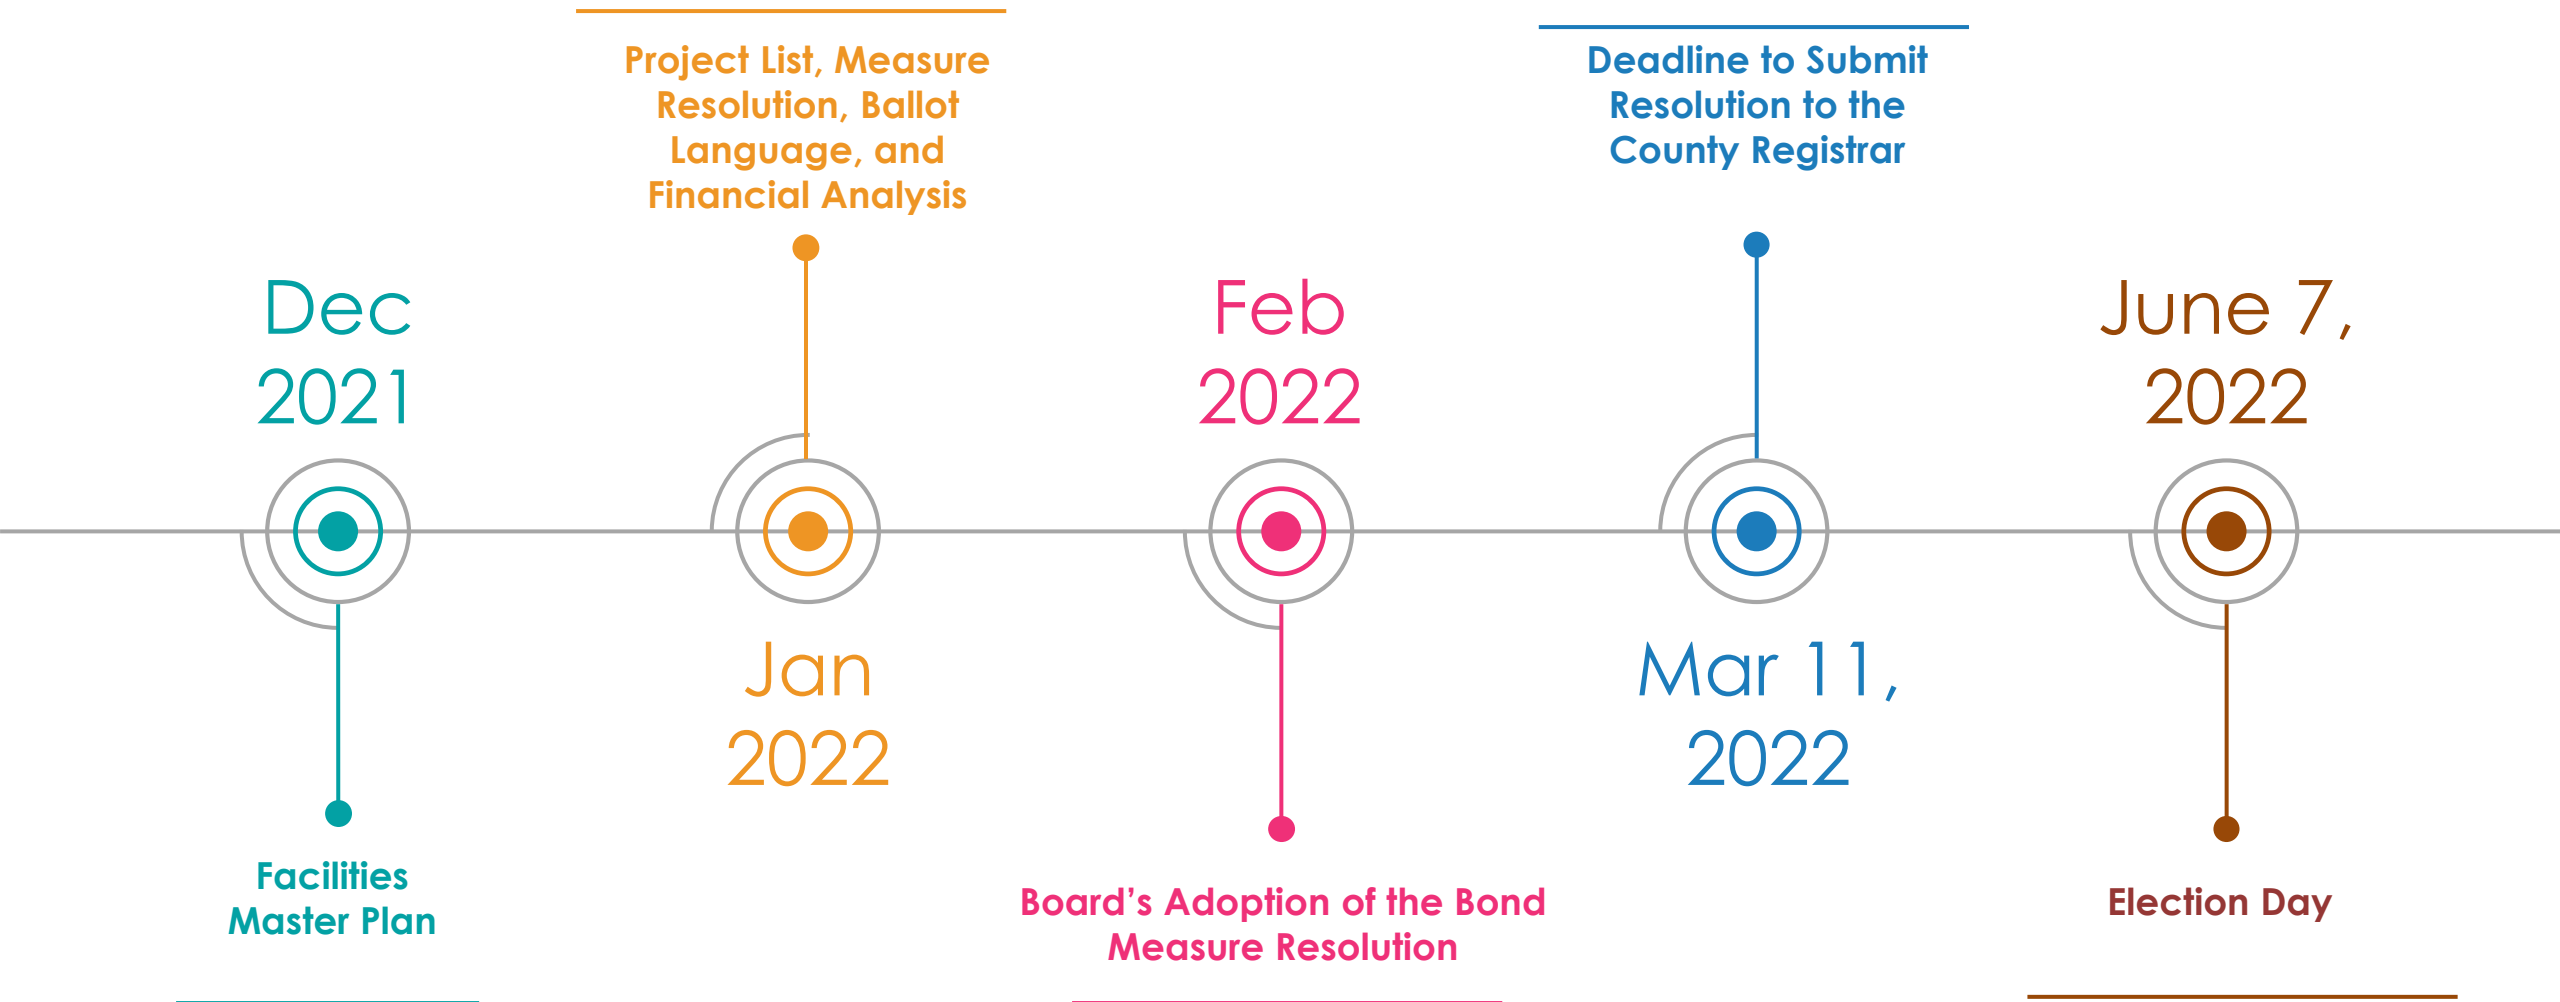 Dec
2021
Facilities
Master Plan
Project List, Measure
Resolution, Ballot
Language, and
Financial Analysis
Jan
2022
Feb
2022
Board’s Adoption of the Bond
Measure Resolution
Deadline to Submit
Resolution to the
County Registrar
Mar 11,
2022
June 7,
2022
Election Day